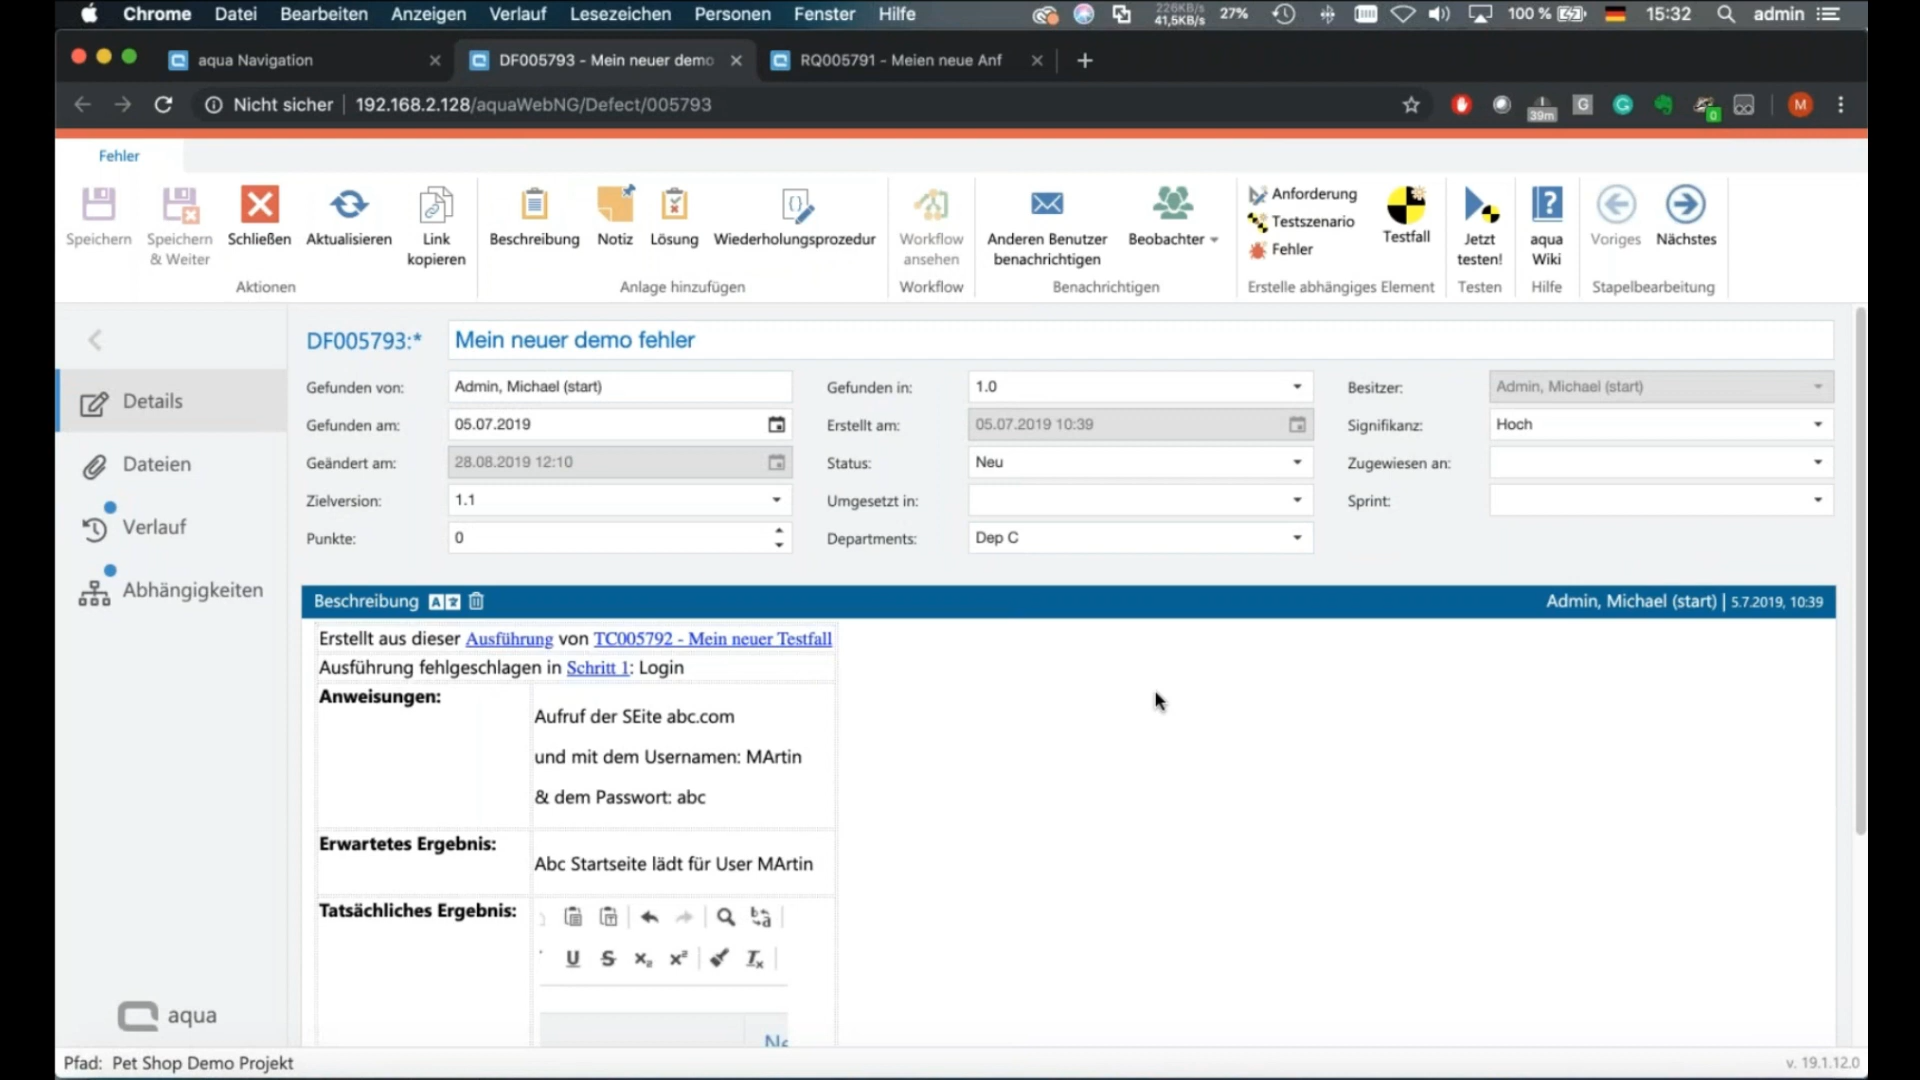 Chrome Datei Bearbeiten Anzeigen Verlauf Lesezeichen Personen Fenster Hilfe 226KB/s 41,5KB/s 27% 100 % 15:32 admin
aqua Navigation DF005793 - Mein neuer demo RQ005791 - Meien neue Anf
Nicht sicher 192.168.2.128/aquaWebNG/Defect/005793 39m G G 0 M
Fehler
Speichern
Speichern & Weiter
Schließen
Aktualisieren
Link kopieren
Aktionen
Beschreibung
Notiz
Lösung
Wiederholungsprozedur
Anlage hinzufügen
Workflow ansehen
Workflow
Anderen Benutzer benachrichtigen
Beobachter
Benachrichtigen
Anforderung
Testszenario
Fehler
Testfall
Erstelle abhängiges Element
Jetzt testen!
Testen
aqua Wiki
Hilfe
Voriges
Nächstes
Stapelbearbeitung
Details
Dateien
Verlauf
Abhängigkeiten
DF005793:* Mein neuer demo fehler
Gefunden von: Admin, Michael (start) Gefunden in: 1.0 Besitzer: Admin, Michael (start)
Gefunden am: 05.07.2019 Erstellt am: 05.07.2019 10:39 Signifikanz: Hoch
Geändert am: 28.08.2019 12:10 Status: Neu Zugewiesen an:
Zielversion: 1.1 Umgesetzt in: Sprint:
Punkte: 0 Departments: Dep C
Beschreibung Admin, Michael (start) | 5.7.2019, 10:39
Erstellt aus dieser Ausführung von TC005792 - Mein neuer Testfall
Ausführung fehlgeschlagen in Schritt 1: Login
Anweisungen:
Aufruf der SEite abc.com
und mit dem Usernamen: MArtin
& dem Passwort: abc
Erwartetes Ergebnis:
Abc Startseite lädt für User MArtin
Tatsächliches Ergebnis:
aqua
Pfad: Pet Shop Demo Projekt v. 19.1.12.0